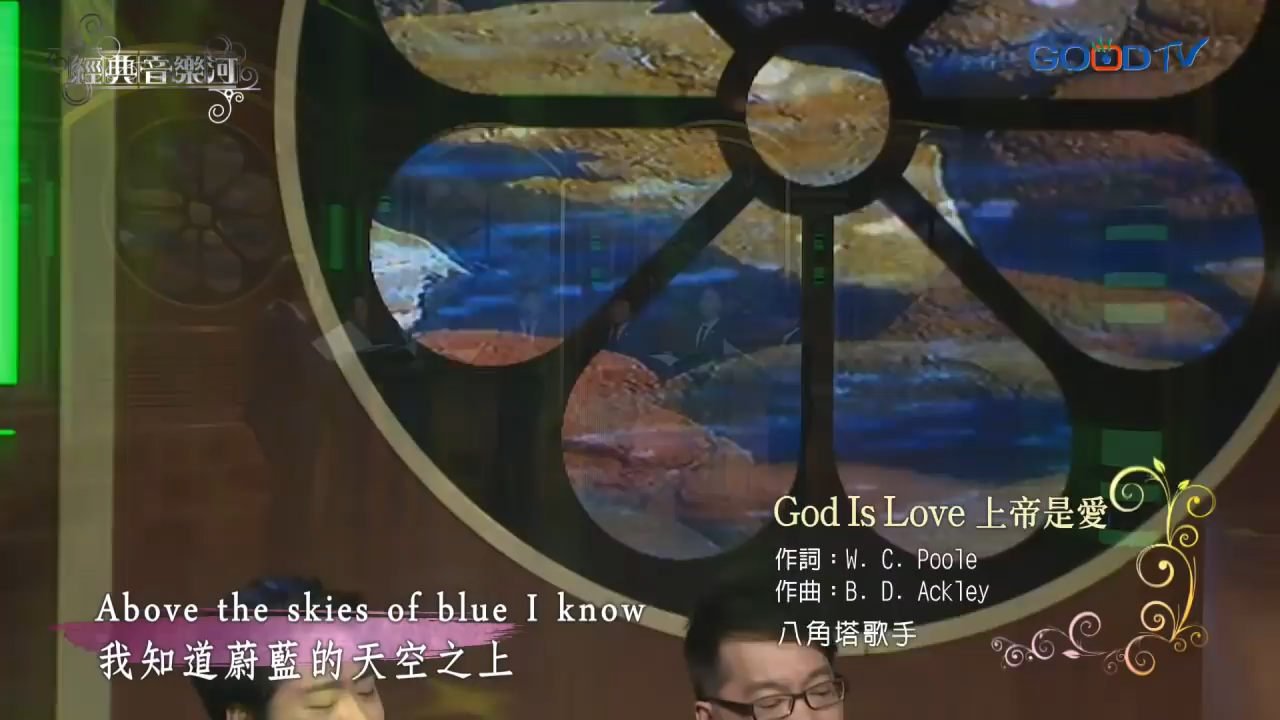 經典音樂河
GOOD TV
God Is Love 上帝是愛
作詞：W. C. Poole
作曲：B. D. Ackley
八角塔歌手
Above the skies of blue I know
我知道蔚藍的天空之上